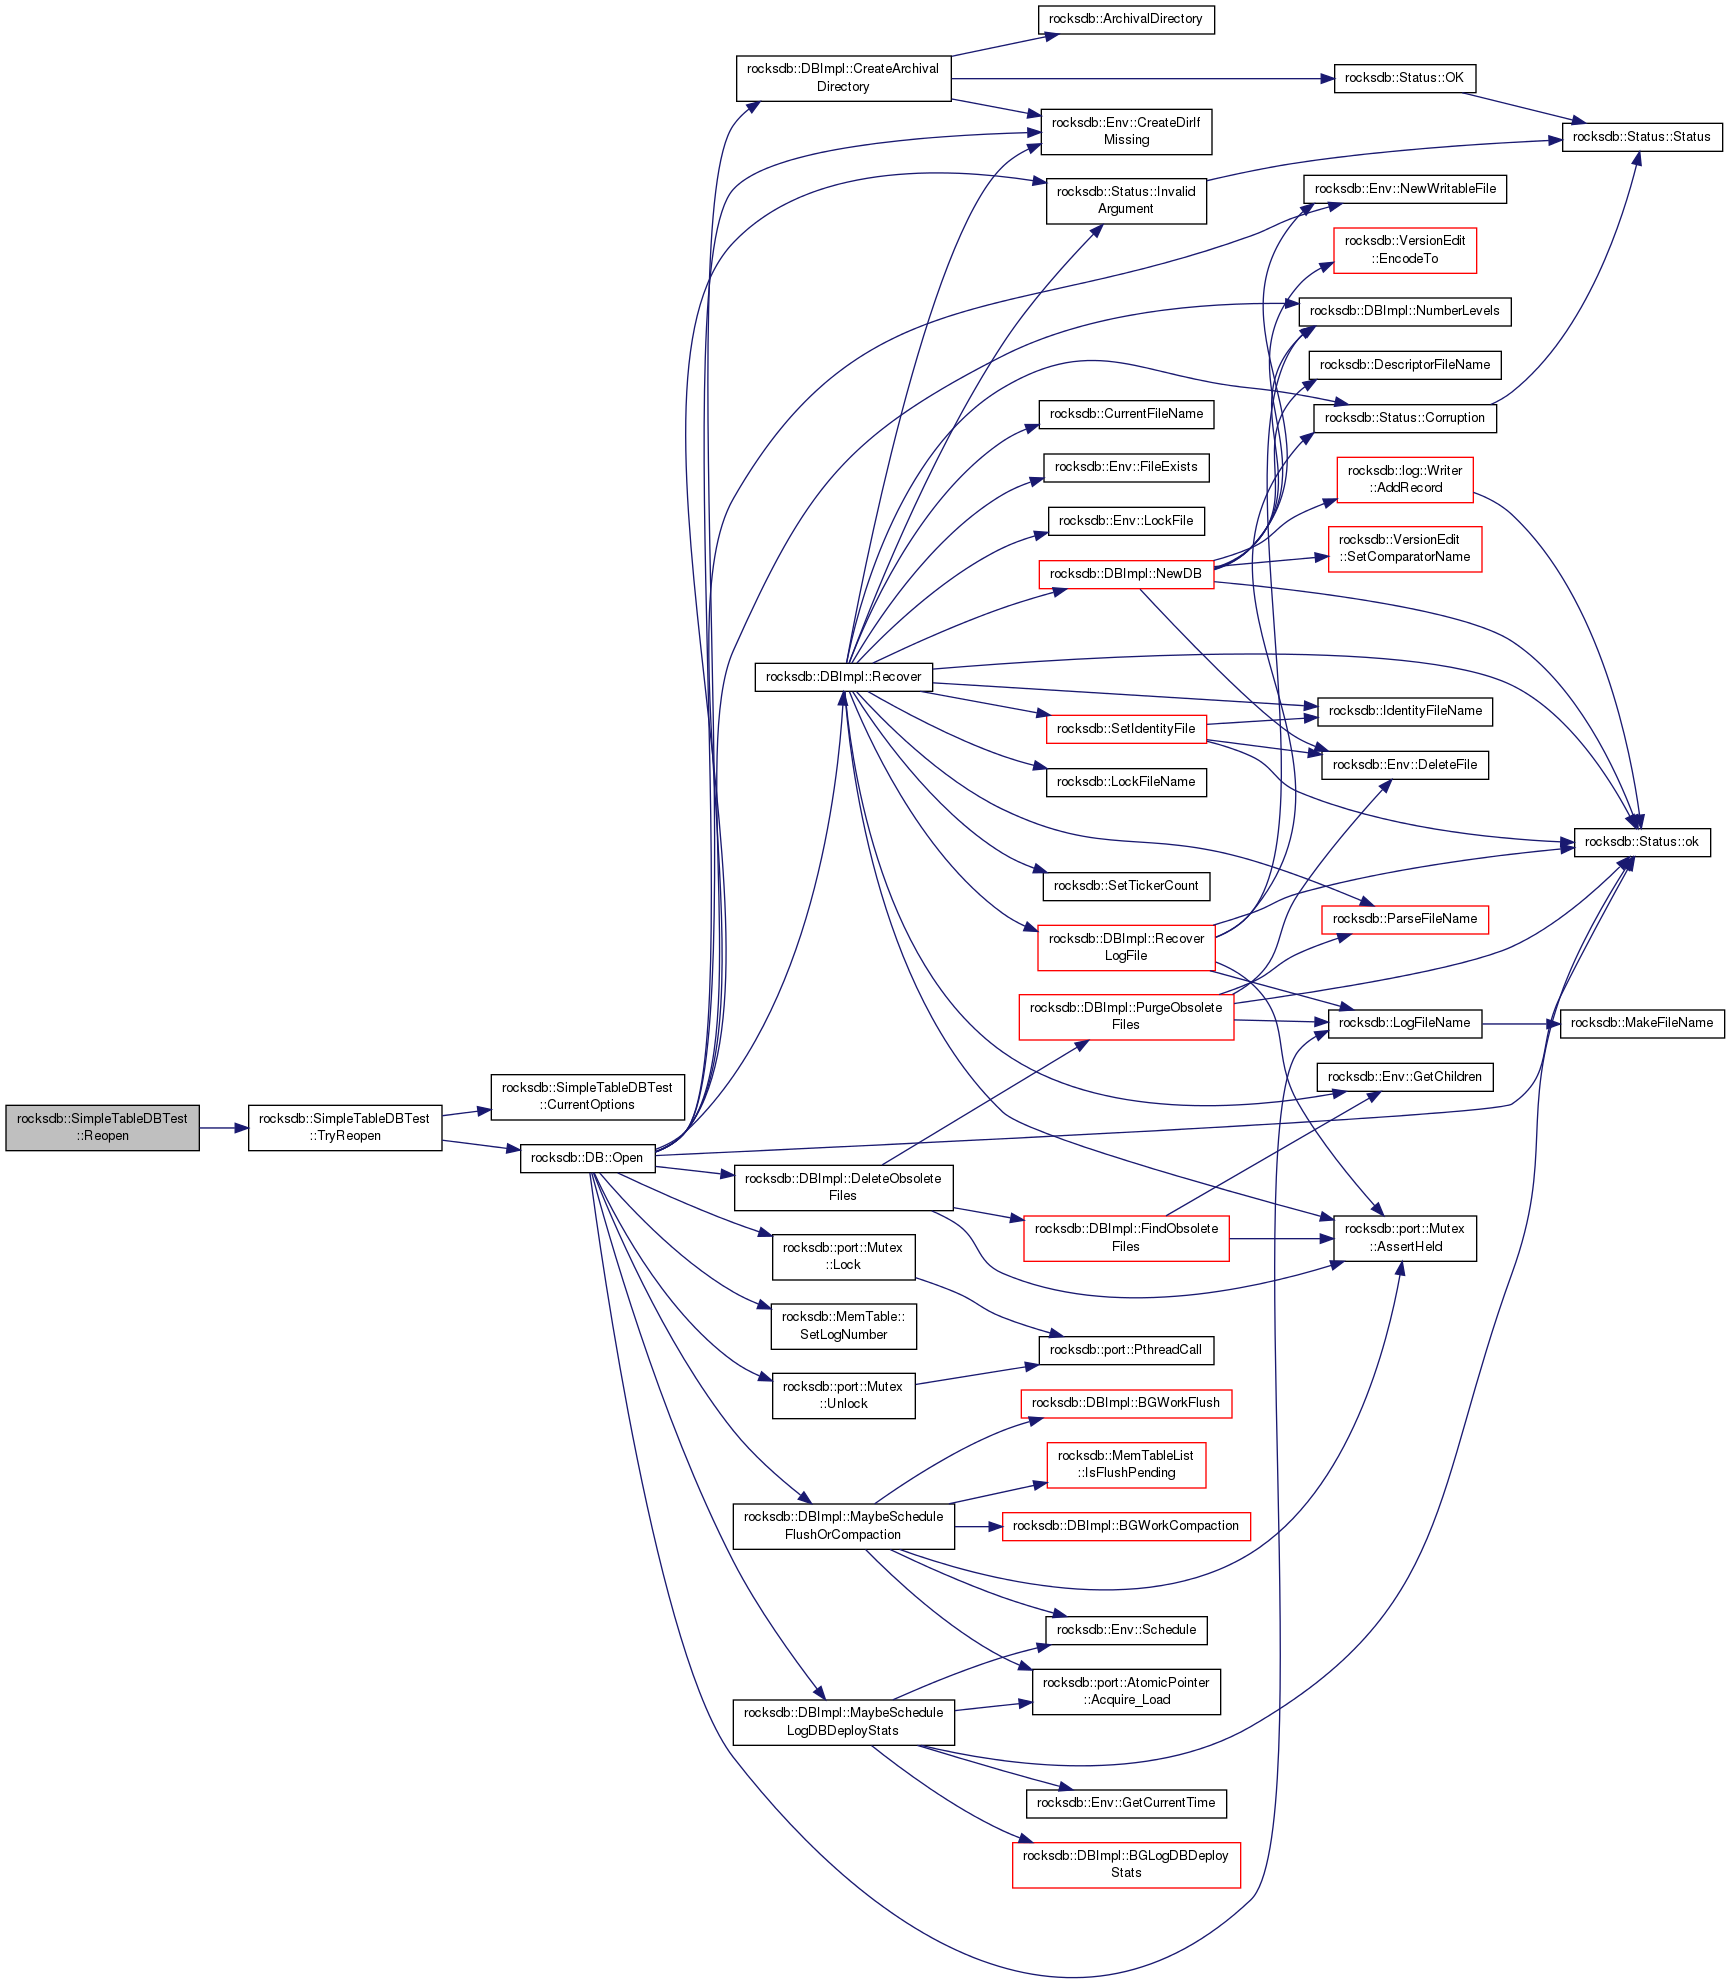 rocksdb::SimpleTableDBTest
::Reopen
rocksdb::SimpleTableDBTest
::TryReopen
rocksdb::SimpleTableDBTest
::CurrentOptions
rocksdb::DB::Open
rocksdb::DBImpl::CreateArchival
Directory
rocksdb::DBImpl::Recover
rocksdb::DBImpl::DeleteObsolete
Files
rocksdb::port::Mutex
::Lock
rocksdb::MemTable::
SetLogNumber
rocksdb::port::Mutex
::Unlock
rocksdb::DBImpl::MaybeSchedule
FlushOrCompaction
rocksdb::DBImpl::MaybeSchedule
LogDBDeployStats
rocksdb::ArchivalDirectory
rocksdb::Env::CreateDirIf
Missing
rocksdb::Status::Invalid
Argument
rocksdb::CurrentFileName
rocksdb::Env::FileExists
rocksdb::Env::LockFile
rocksdb::DBImpl::NewDB
rocksdb::SetIdentityFile
rocksdb::LockFileName
rocksdb::SetTickerCount
rocksdb::DBImpl::Recover
LogFile
rocksdb::DBImpl::PurgeObsolete
Files
rocksdb::DBImpl::FindObsolete
Files
rocksdb::port::PthreadCall
rocksdb::DBImpl::BGWorkFlush
rocksdb::MemTableList
::IsFlushPending
rocksdb::DBImpl::BGWorkCompaction
rocksdb::Env::Schedule
rocksdb::port::AtomicPointer
::Acquire_Load
rocksdb::Env::GetCurrentTime
rocksdb::DBImpl::BGLogDBDeploy
Stats
rocksdb::Status::OK
rocksdb::Env::NewWritableFile
rocksdb::VersionEdit
::EncodeTo
rocksdb::DBImpl::NumberLevels
rocksdb::DescriptorFileName
rocksdb::Status::Corruption
rocksdb::log::Writer
::AddRecord
rocksdb::VersionEdit
::SetComparatorName
rocksdb::IdentityFileName
rocksdb::Env::DeleteFile
rocksdb::ParseFileName
rocksdb::LogFileName
rocksdb::Env::GetChildren
rocksdb::port::Mutex
::AssertHeld
rocksdb::Status::Status
rocksdb::Status::ok
rocksdb::MakeFileName